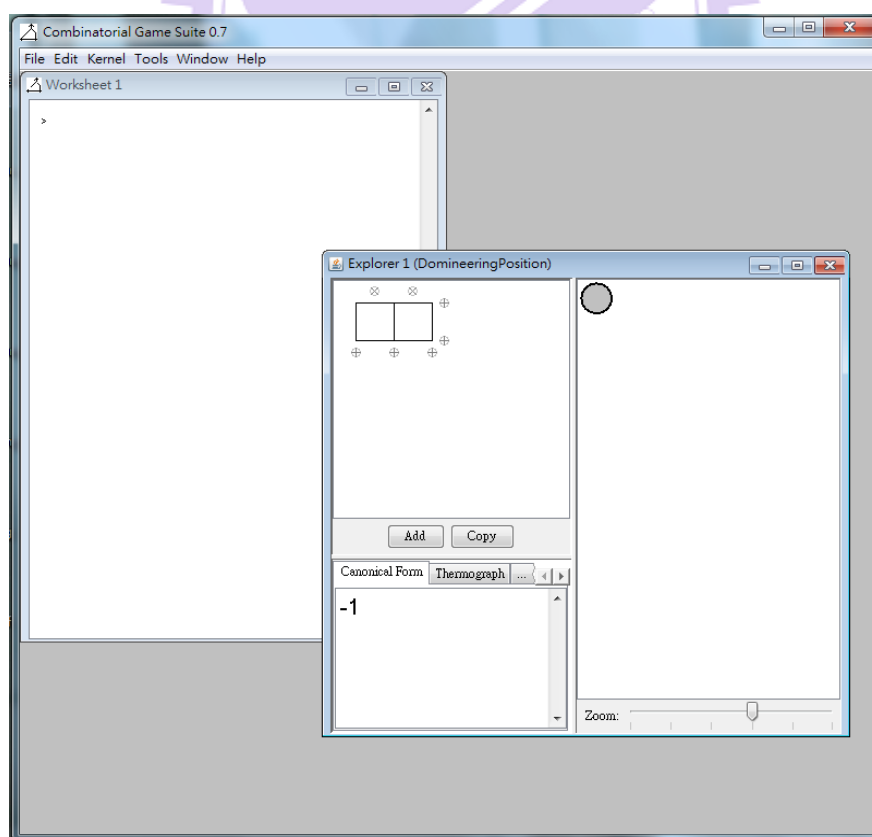 Combinatorial Game Suite 0.7
File Edit Kernel Tools Window Help
Worksheet 1
>
Explorer 1 (DomineeringPosition)
Add Copy
Canonical Form Thermograph ...
-1
Zoom: